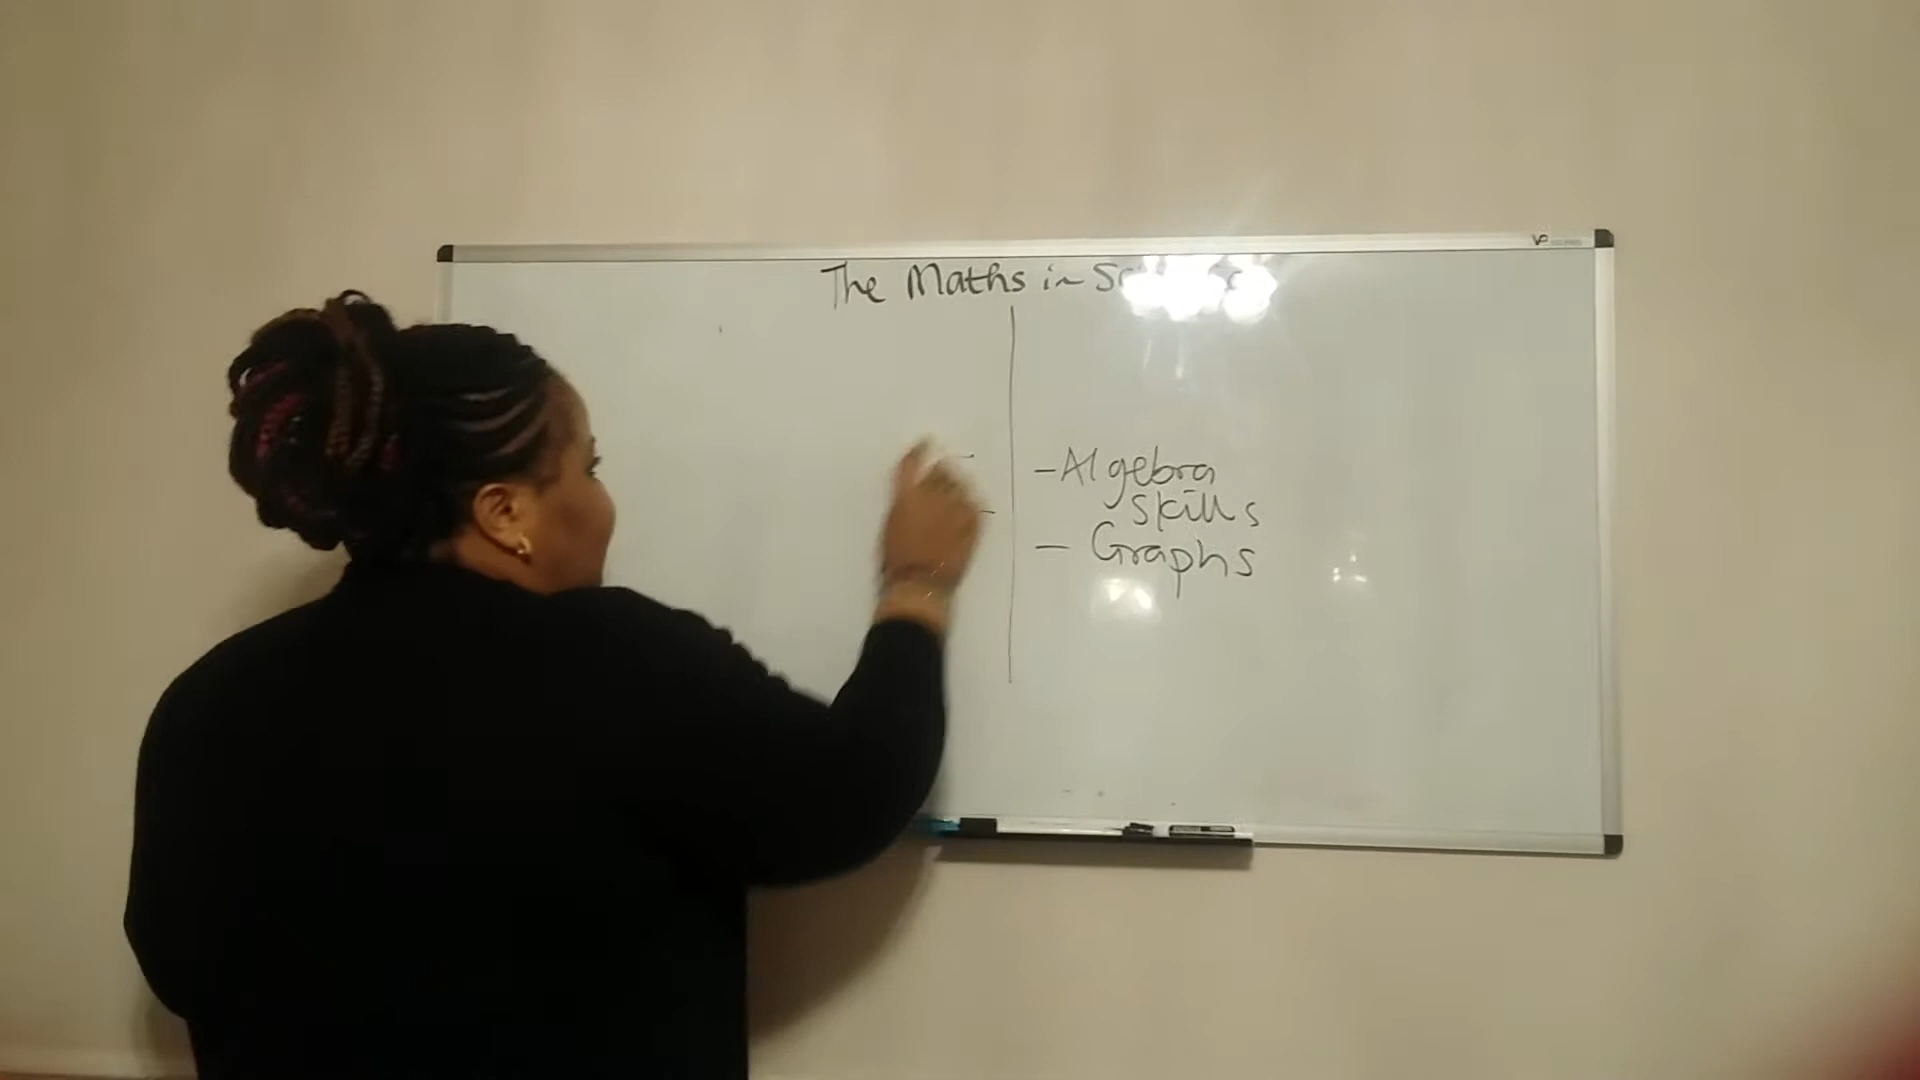 The Maths in
- Algebra
skills
- Graphs